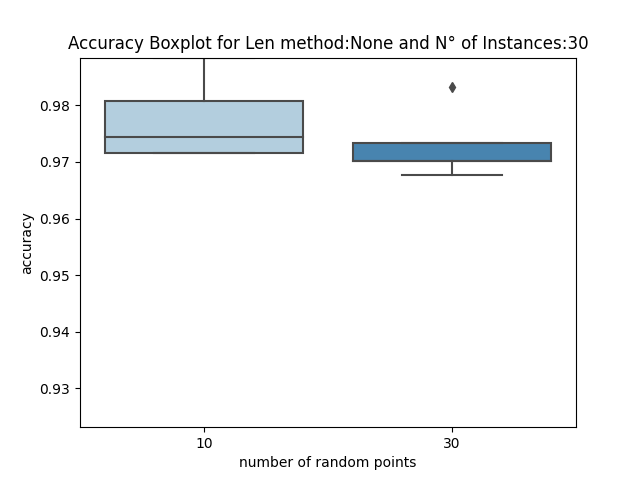 Accuracy Boxplot for Len method:None and N° of Instances:30
0.98
0.97
0.96
0.95
0.94
0.93
accuracy
10
30
number of random points